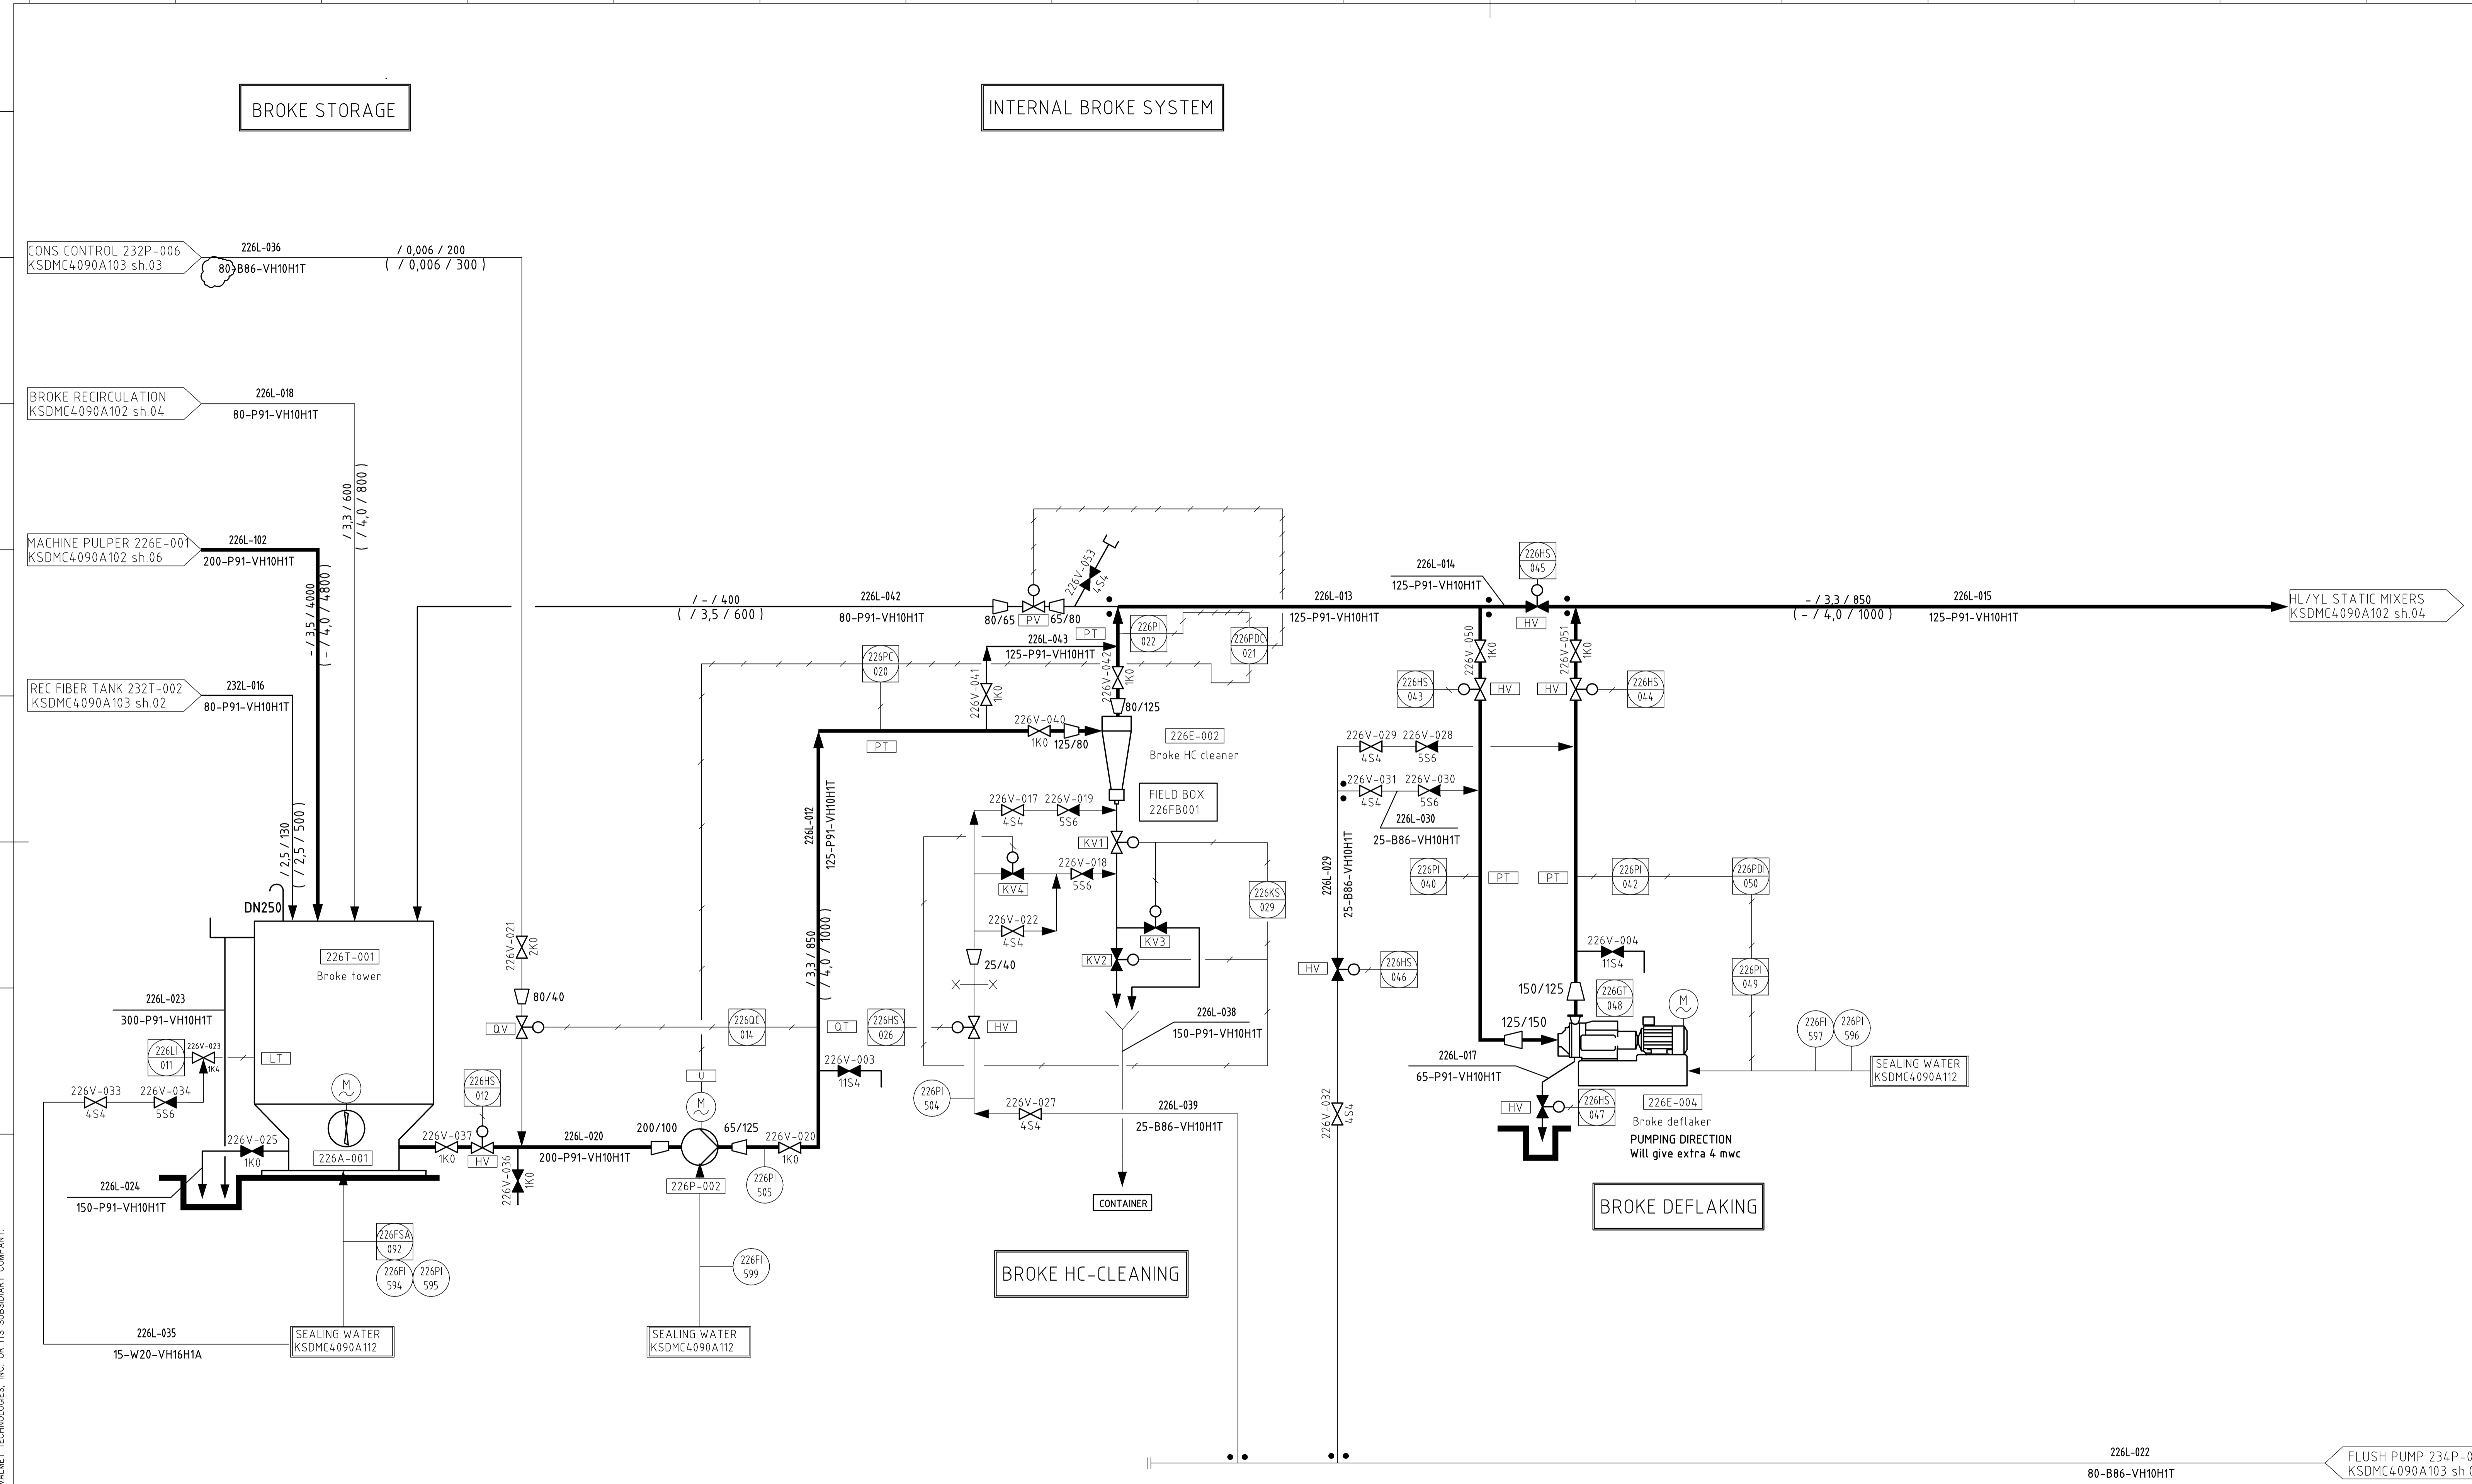 BROKE STORAGE
INTERNAL BROKE SYSTEM
CONS CONTROL 232P-006
KSDMC4090A103 sh.03
226L-036
80-B86-VH10H1T
/ 0,006 / 200
( / 0,006 / 300 )
BROKE RECIRCULATION
KSDMC4090A102 sh.04
226L-018
80-P91-VH10H1T
/ 3,3 / 600
( / 4,0 / 800 )
MACHINE PULPER 226E-001
KSDMC4090A102 sh.06
226L-102
200-P91-VH10H1T
- / 3,5 / 4000
( - / 4,0 / 4800 )
REC FIBER TANK 232T-002
KSDMC4090A103 sh.02
232L-016
80-P91-VH10H1T
/ 2,5 / 130
( / 2,5 / 500 )
/ - / 400
( / 3,5 / 600 )
226L-042
80-P91-VH10H1T
80/65
PV
65/80
226V-053
4S4
PT
226PI
022
226PDC
021
226L-043
125-P91-VH10H1T
226PC
020
PT
226V-041
1K0
226V-042
1K0
80/125
226V-040
1K0
125/80
226E-002
Broke HC cleaner
FIELD BOX
226FB001
226L-013
125-P91-VH10H1T
226L-014
125-P91-VH10H1T
226HS
045
HV
- / 3,3 / 850
( - / 4,0 / 1000 )
226L-015
125-P91-VH10H1T
HL/YL STATIC MIXERS
KSDMC4090A102 sh.04
226V-050
1K0
226V-051
1K0
226HS
043
HV
HV
226HS
044
226V-029
4S4
226V-028
5S6
226V-031
4S4
226V-030
5S6
226L-030
25-B86-VH10H1T
226L-029
25-B86-VH10H1T
226PI
040
PT
PT
226PI
042
226PDI
050
226PI
049
226V-004
11S4
HV
226HS
046
150/125
226GT
048
M
125/150
226FI
597
226PI
596
SEALING WATER
KSDMC4090A112
226L-017
65-P91-VH10H1T
HV
226HS
047
226E-004
Broke deflaker
PUMPING DIRECTION
Will give extra 4 mwc
BROKE DEFLAKING
226V-032
4S4
226V-017
4S4
226V-019
5S6
KV1
KV4
226V-018
5S6
226V-022
4S4
KV3
KV2
226KS
029
25/40
226HS
026
HV
226L-038
150-P91-VH10H1T
226PI
504
226V-027
4S4
226L-039
25-B86-VH10H1T
CONTAINER
BROKE HC-CLEANING
226L-012
125-P91-VH10H1T
/ 3,3 / 850
( / 4,0 / 1000 )
226V-021
2K0
80/40
QV
226QC
014
QT
226V-003
11S4
U
M
226P-002
200/100
65/125
226V-020
1K0
226PI
505
226FI
599
SEALING WATER
KSDMC4090A112
226HS
012
226V-037
1K0
HV
226V-036
1K0
226L-020
200-P91-VH10H1T
DN250
226T-001
Broke tower
226L-023
300-P91-VH10H1T
226LI
011
226V-023
1K4
LT
226V-033
4S4
226V-034
5S6
M
226A-001
226V-025
1K0
226L-024
150-P91-VH10H1T
226FSA
092
226FI
594
226PI
595
226L-035
15-W20-VH16H1A
SEALING WATER
KSDMC4090A112
226L-022
80-B86-VH10H1T
FLUSH PUMP 234P-0
KSDMC4090A103 sh.
VALMET TECHNOLOGIES, INC. OR ITS SUBSIDIARY COMPANY.